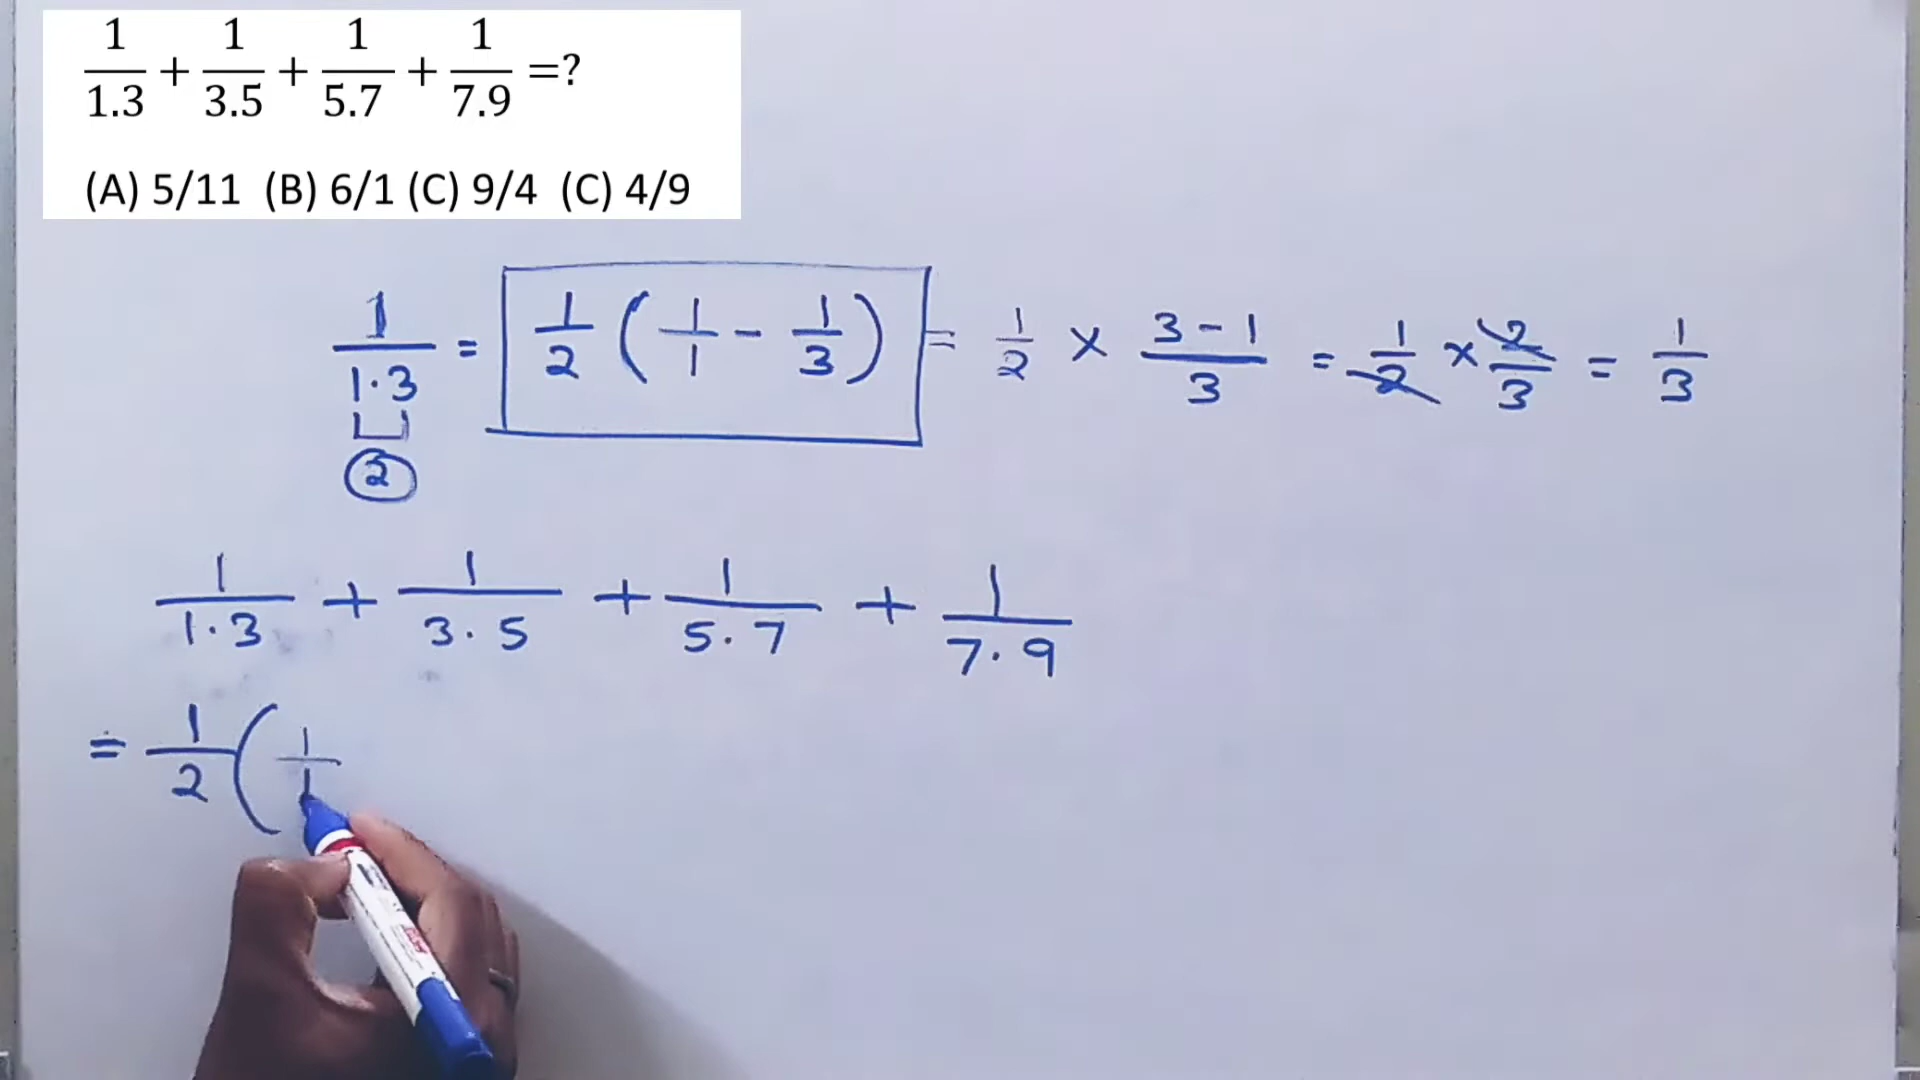 1/1.3 + 1/3.5 + 1/5.7 + 1/7.9 =?
(A) 5/11 (B) 6/1 (C) 9/4 (C) 4/9
1/1·3 = 1/2 ( 1/1 - 1/3 ) = 1/2 × 3-1/3 = 1/2 × 2/3 = 1/3
2
1/1·3 + 1/3·5 + 1/5·7 + 1/7·9
= 1/2 ( 1/1